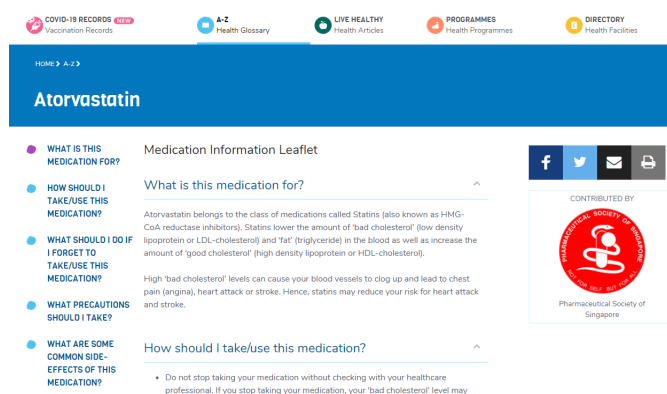 COVID-19 RECORDS NEW
Vaccination Records
A-Z
Health Glossary
LIVE HEALTHY
Health Articles
PROGRAMMES
Health Programmes
DIRECTORY
Health Facilities
HOME > A-Z >
Atorvastatin
WHAT IS THIS
MEDICATION FOR?
HOW SHOULD I
TAKE/USE THIS
MEDICATION?
WHAT SHOULD I DO IF
I FORGET TO
TAKE/USE THIS
MEDICATION?
WHAT PRECAUTIONS
SHOULD I TAKE?
WHAT ARE SOME
COMMON SIDE-
EFFECTS OF THIS
MEDICATION?
Medication Information Leaflet
What is this medication for?
Atorvastatin belongs to the class of medications called Statins (also known as HMG-
CoA reductase inhibitors). Statins lower the amount of 'bad cholesterol' (low density
lipoprotein or LDL-cholesterol) and 'fat' (triglyceride) in the blood as well as increase the
amount of 'good cholesterol' (high density lipoprotein or HDL-cholesterol).
High 'bad cholesterol' levels can cause your blood vessels to clog up and lead to chest
pain (angina), heart attack or stroke. Hence, statins may reduce your risk for heart attack
and stroke.
How should I take/use this medication?
• Do not stop taking your medication without checking with your healthcare
professional. If you stop taking your medication, your 'bad cholesterol' level may
CONTRIBUTED BY
PHARMACEUTICAL SOCIETY OF SINGAPORE
NOT FOR SELF BUT FOR ALL
Pharmaceutical Society of
Singapore